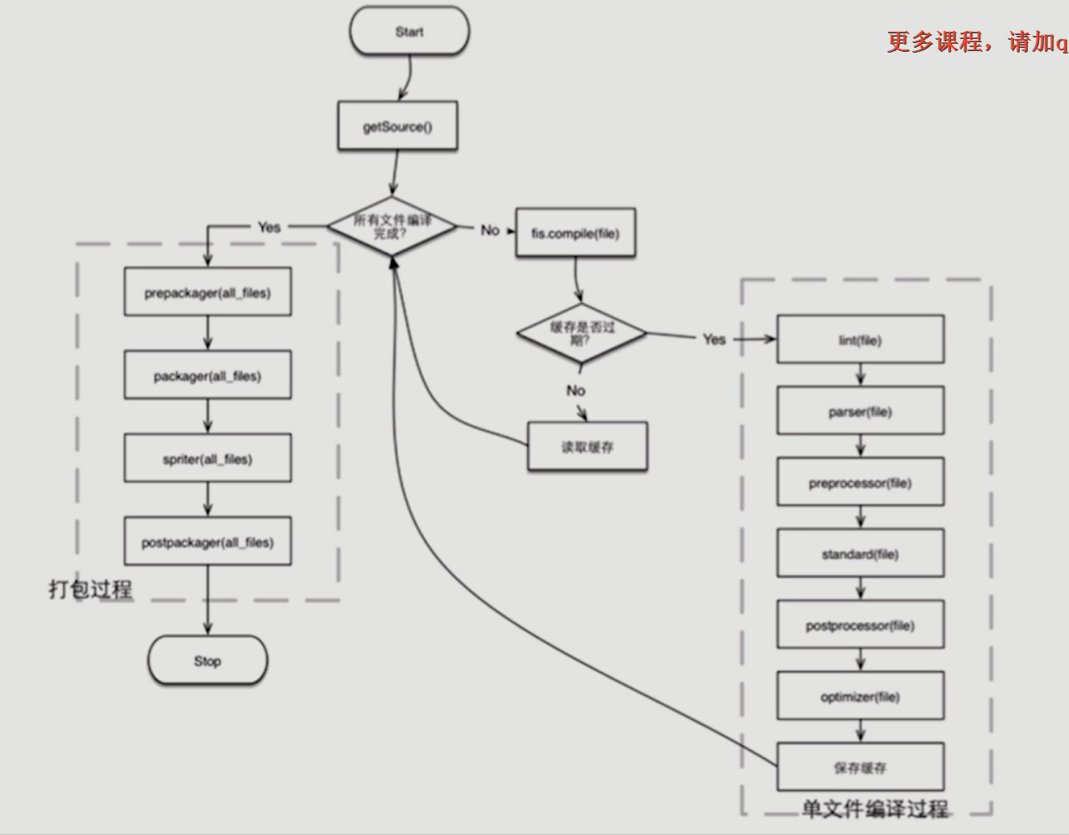 Start
更多课程，请加q
getSource()
所有文件编译
完成?
Yes
No
fis.compile(file)
prepackager(all_files)
packager(all_files)
spriter(all_files)
postpackager(all_files)
打包过程
Stop
缓存是否过
期?
Yes
No
读取缓存
lint(file)
parser(file)
preprocessor(file)
standard(file)
postprocessor(file)
optimizer(file)
保存缓存
单文件编译过程